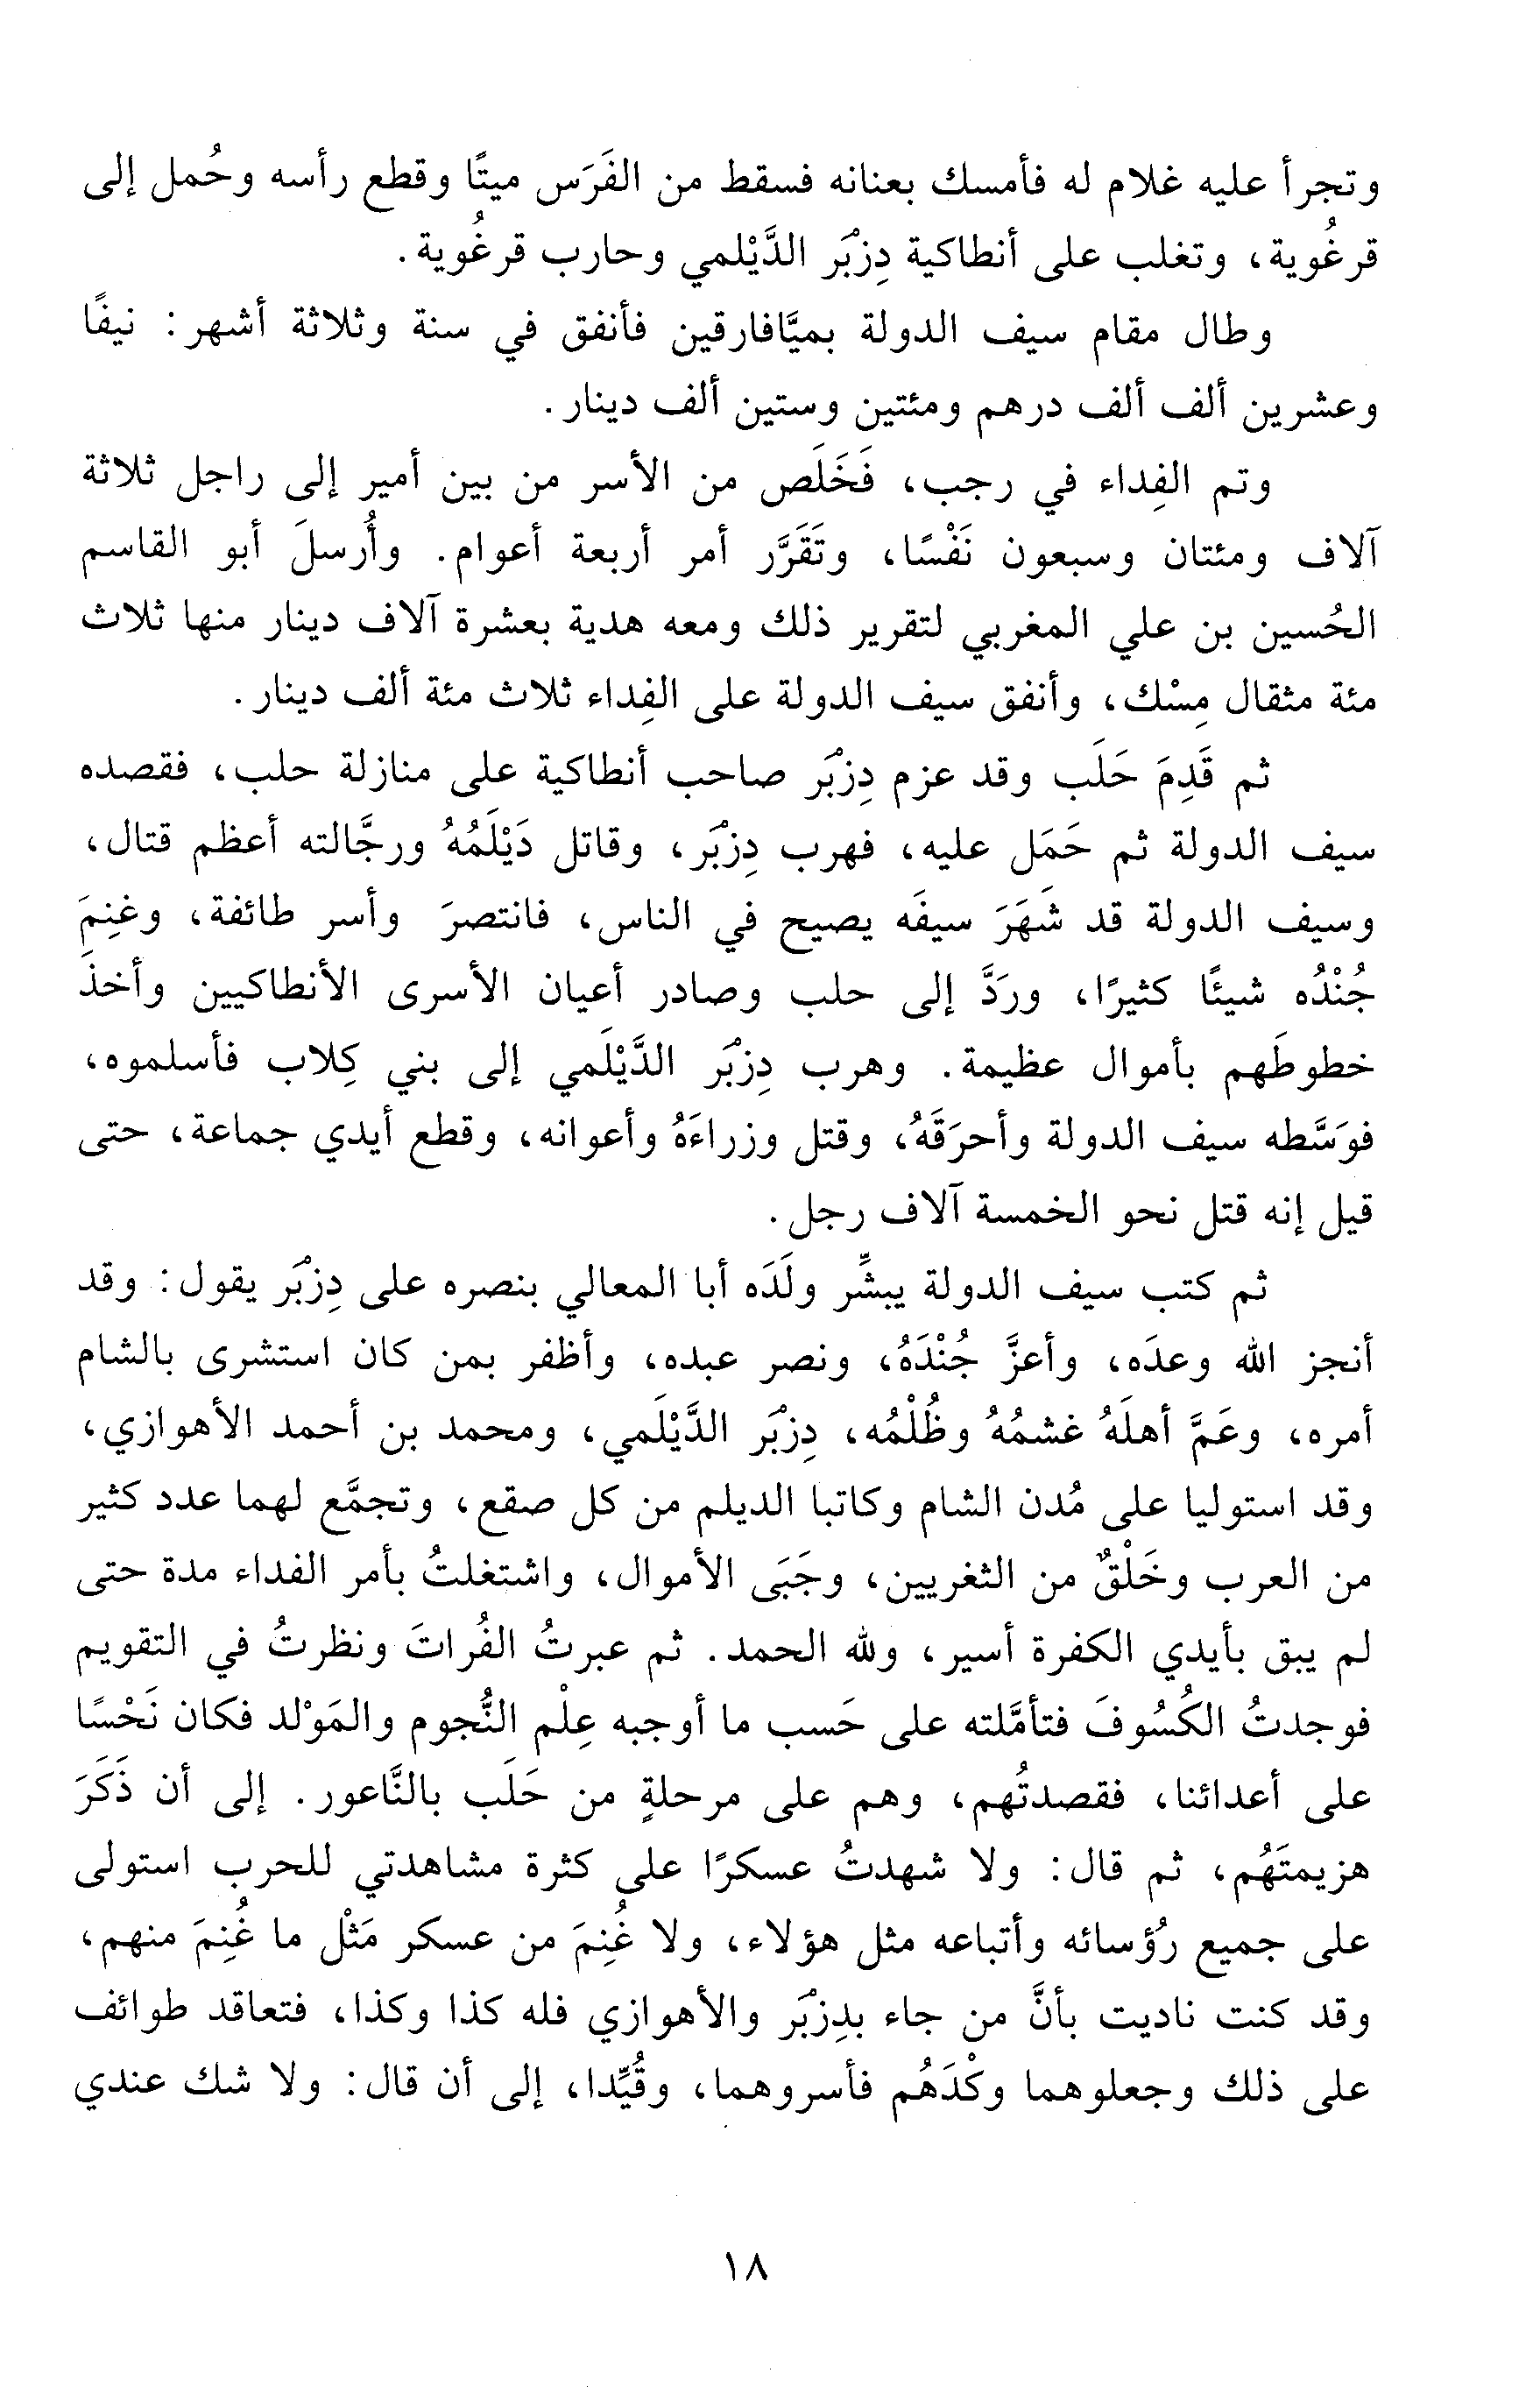 وتجرأ عليه غلام له فأمسك بعنانه فسقط من الفَرَس ميتًا وقطع رأسه وحُمل إلى
قرغُوية، وتغلب على أنطاكية دِزْبَر الدَّيْلمي وحارب قرغُوية.
وطال مقام سيف الدولة بميَّافارقين فأنفق في سنة وثلاثة أشهر: نيفًا
وعشرين ألف ألف درهم ومئتين وستين ألف دينار.
وتم الفِداء في رجب، فَخَلَص من الأسر من بين أمير إلى راجل ثلاثة
آلاف ومئتان وسبعون نَفْسًا، وتَقَرَّر أمر أربعة أعوام. وأُرسلَ أبو القاسم
الحُسين بن علي المغربي لتقرير ذلك ومعه هدية بعشرة آلاف دينار منها ثلاث
مئة مثقال مِسْك، وأنفق سيف الدولة على الفِداء ثلاث مئة ألف دينار.
ثم قَدِمَ حَلَب وقد عزم دِزْبَر صاحب أنطاكية على منازلة حلب، فقصده
سيف الدولة ثم حَمَل عليه، فهرب دِزْبَر، وقاتل دَيْلَمُهُ ورجَّالته أعظم قتال،
وسيف الدولة قد شَهَرَ سيفَه يصيح في الناس، فانتصرَ وأسر طائفة، وغنِمَ
جُنْدُه شيئًا كثيرًا، وردَّ إلى حلب وصادر أعيان الأسرى الأنطاكيين وأخذَ
خطوطَهم بأموال عظيمة. وهرب دِزْبَر الدَّيْلَمي إلى بني كِلاب فأسلموه،
فوَسَّطه سيف الدولة وأحرَقَهُ، وقتل وزراءَهُ وأعوانه، وقطع أيدي جماعة، حتى
قيل إنه قتل نحو الخمسة آلاف رجل.
ثم كتب سيف الدولة يبشِّر ولَدَه أبا المعالي بنصره على دِزْبَر يقول: وقد
أنجز الله وعدَه، وأعزَّ جُنْدَهُ، ونصر عبده، وأظفر بمن كان استشرى بالشام
أمره، وعَمَّ أهلَهُ غشمُهُ وظُلْمُه، دِزْبَر الدَّيْلَمي، ومحمد بن أحمد الأهوازي،
وقد استوليا على مُدن الشام وكاتبا الديلم من كل صقع، وتجمَّع لهما عدد كثير
من العرب وخَلْقٌ من الثغريين، وجَبَى الأموال، واشتغلتُ بأمر الفداء مدة حتى
لم يبق بأيدي الكفرة أسير، ولله الحمد. ثم عبرتُ الفُراتَ ونظرتُ في التقويم
فوجدتُ الكُسُوفَ فتأمَّلته على حَسب ما أوجبه عِلْم النُّجوم والمَوْلد فكان نَحْسًا
على أعدائنا، فقصدتُهم، وهم على مرحلةٍ من حَلَب بالنَّاعور. إلى أن ذَكَرَ
هزيمتَهُم، ثم قال: ولا شهدتُ عسكرًا على كثرة مشاهدتي للحرب استولى
على جميع رُؤسائه وأتباعه مثل هؤلاء، ولا غُنِمَ من عسكر مَثْل ما غُنِمَ منهم،
وقد كنت ناديت بأنَّ من جاء بدِزْبَر والأهوازي فله كذا وكذا، فتعاقد طوائف
على ذلك وجعلوهما وكْدَهُم فأسروهما، وقُيِّدا، إلى أن قال: ولا شك عندي
١٨